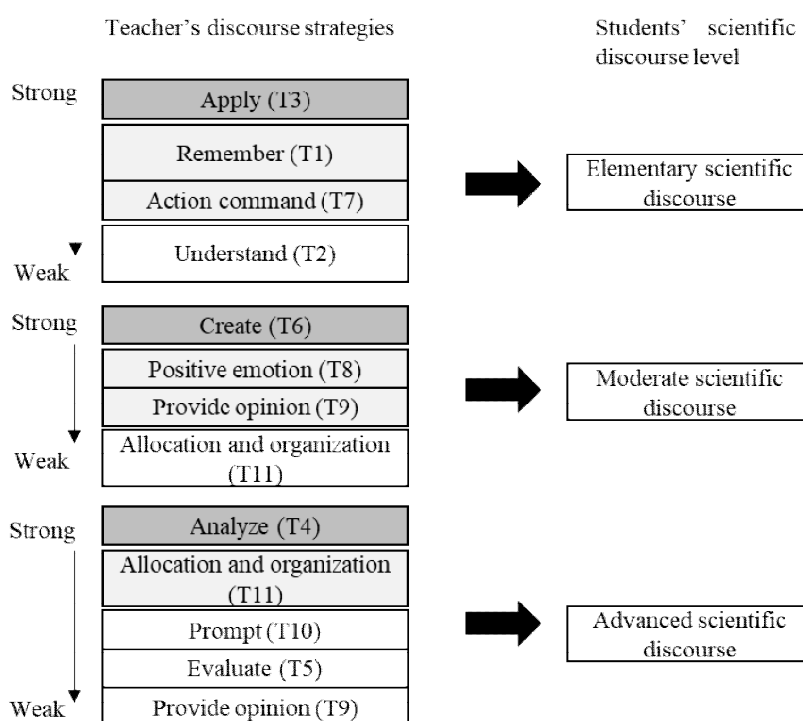 Teacher's discourse strategies
Students' scientific
discourse level
Strong
Apply (T3)
Remember (T1)
Action command (T7)
Understand (T2)
Weak
Elementary scientific
discourse
Strong
Create (T6)
Positive emotion (T8)
Provide opinion (T9)
Allocation and organization
(T11)
Weak
Moderate scientific
discourse
Strong
Analyze (T4)
Allocation and organization
(T11)
Prompt (T10)
Evaluate (T5)
Provide opinion (T9)
Weak
Advanced scientific
discourse